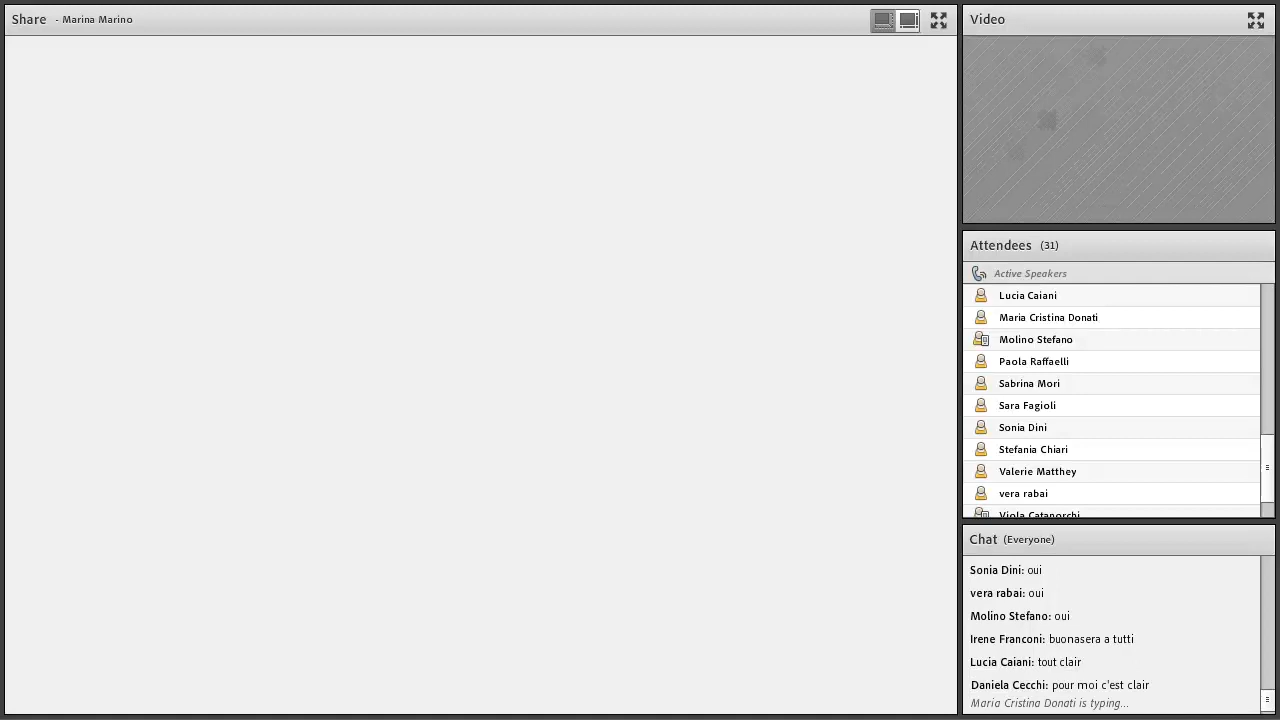 Share - Marina Marino
Video
Attendees (31)
Active Speakers
Lucia Caiani
Maria Cristina Donati
Molino Stefano
Paola Raffaelli
Sabrina Mori
Sara Fagioli
Sonia Dini
Stefania Chiari
Valerie Matthey
vera rabai
Viola Catanorchi
Chat (Everyone)
Sonia Dini: oui
vera rabai: oui
Molino Stefano: oui
Irene Franconi: buonasera a tutti
Lucia Caiani: tout clair
Daniela Cecchi: pour moi c'est clair
Maria Cristina Donati is typing...